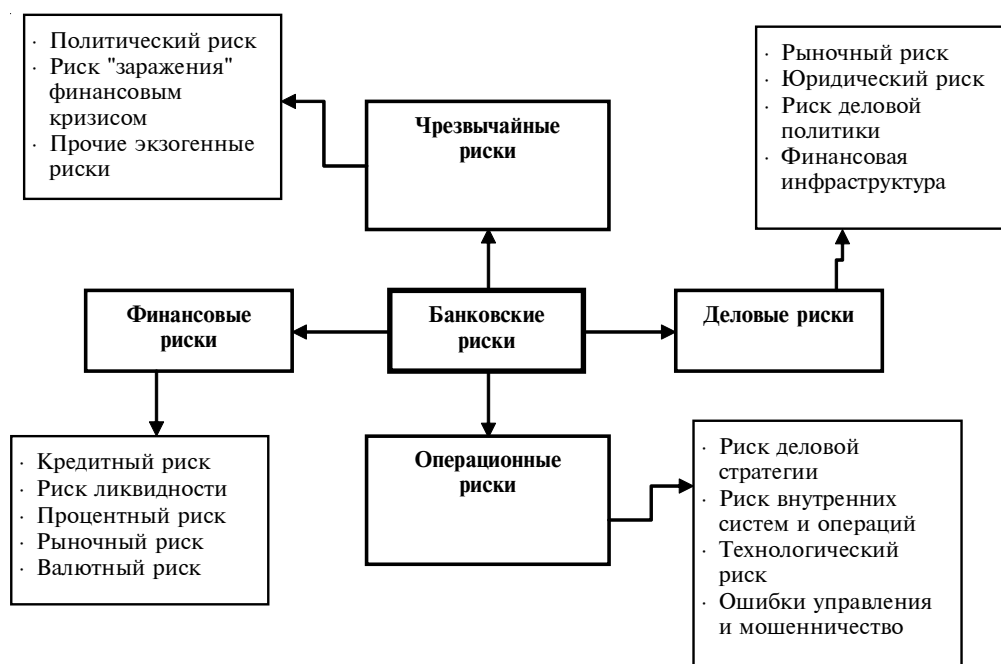 · Политический риск
· Риск "заражения"
финансовым
кризисом
· Прочие экзогенные
риски
Чрезвычайные
риски
· Рыночный риск
· Юридический риск
· Риск деловой
политики
· Финансовая
инфраструктура
Финансовые
риски
Банковские
риски
Деловые риски
· Кредитный риск
· Риск ликвидности
· Процентный риск
· Рыночный риск
· Валютный риск
Операционные
риски
· Риск деловой
стратегии
· Риск внутренних
систем и операций
· Технологический
риск
· Ошибки управления
и мошенничество